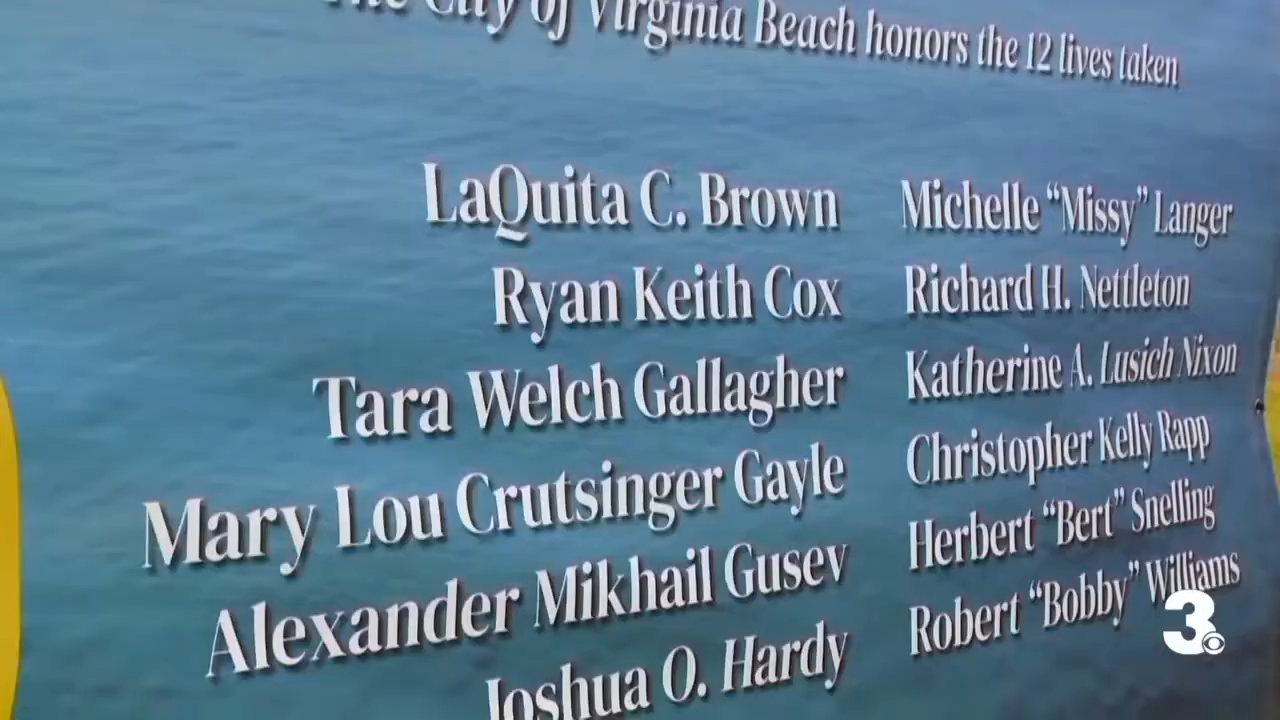 The City of Virginia Beach honors the 12 lives taken
LaQuita C. Brown
Ryan Keith Cox
Tara Welch Gallagher
Mary Lou Crutsinger Gayle
Alexander Mikhail Gusev
Joshua O. Hardy
Michelle “Missy” Langer
Richard H. Nettleton
Katherine A. Lusich Nixon
Christopher Kelly Rapp
Herbert “Bert” Snelling
Robert “Bobby” Williams
3